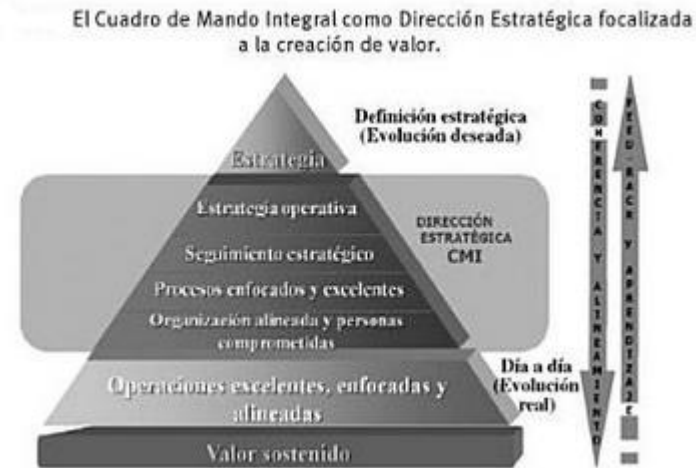 El Cuadro de Mando Integral como Dirección Estratégica focalizada
a la creación de valor.
Definición estratégica
(Evolución deseada)
Estrategia
Estrategia operativa
DIRECCIÓN
ESTRATÉGICA
CMI
Seguimiento estratégico
Procesos enfocados y excelentes
Organización alineada y personas
comprometidas
Día a día
(Evolución
real)
Operaciones excelentes, enfocadas y
alineadas
Valor sostenido
COHERENCIA Y ALINEAMIENTO
FEED-BACK Y APRENDIZAJE